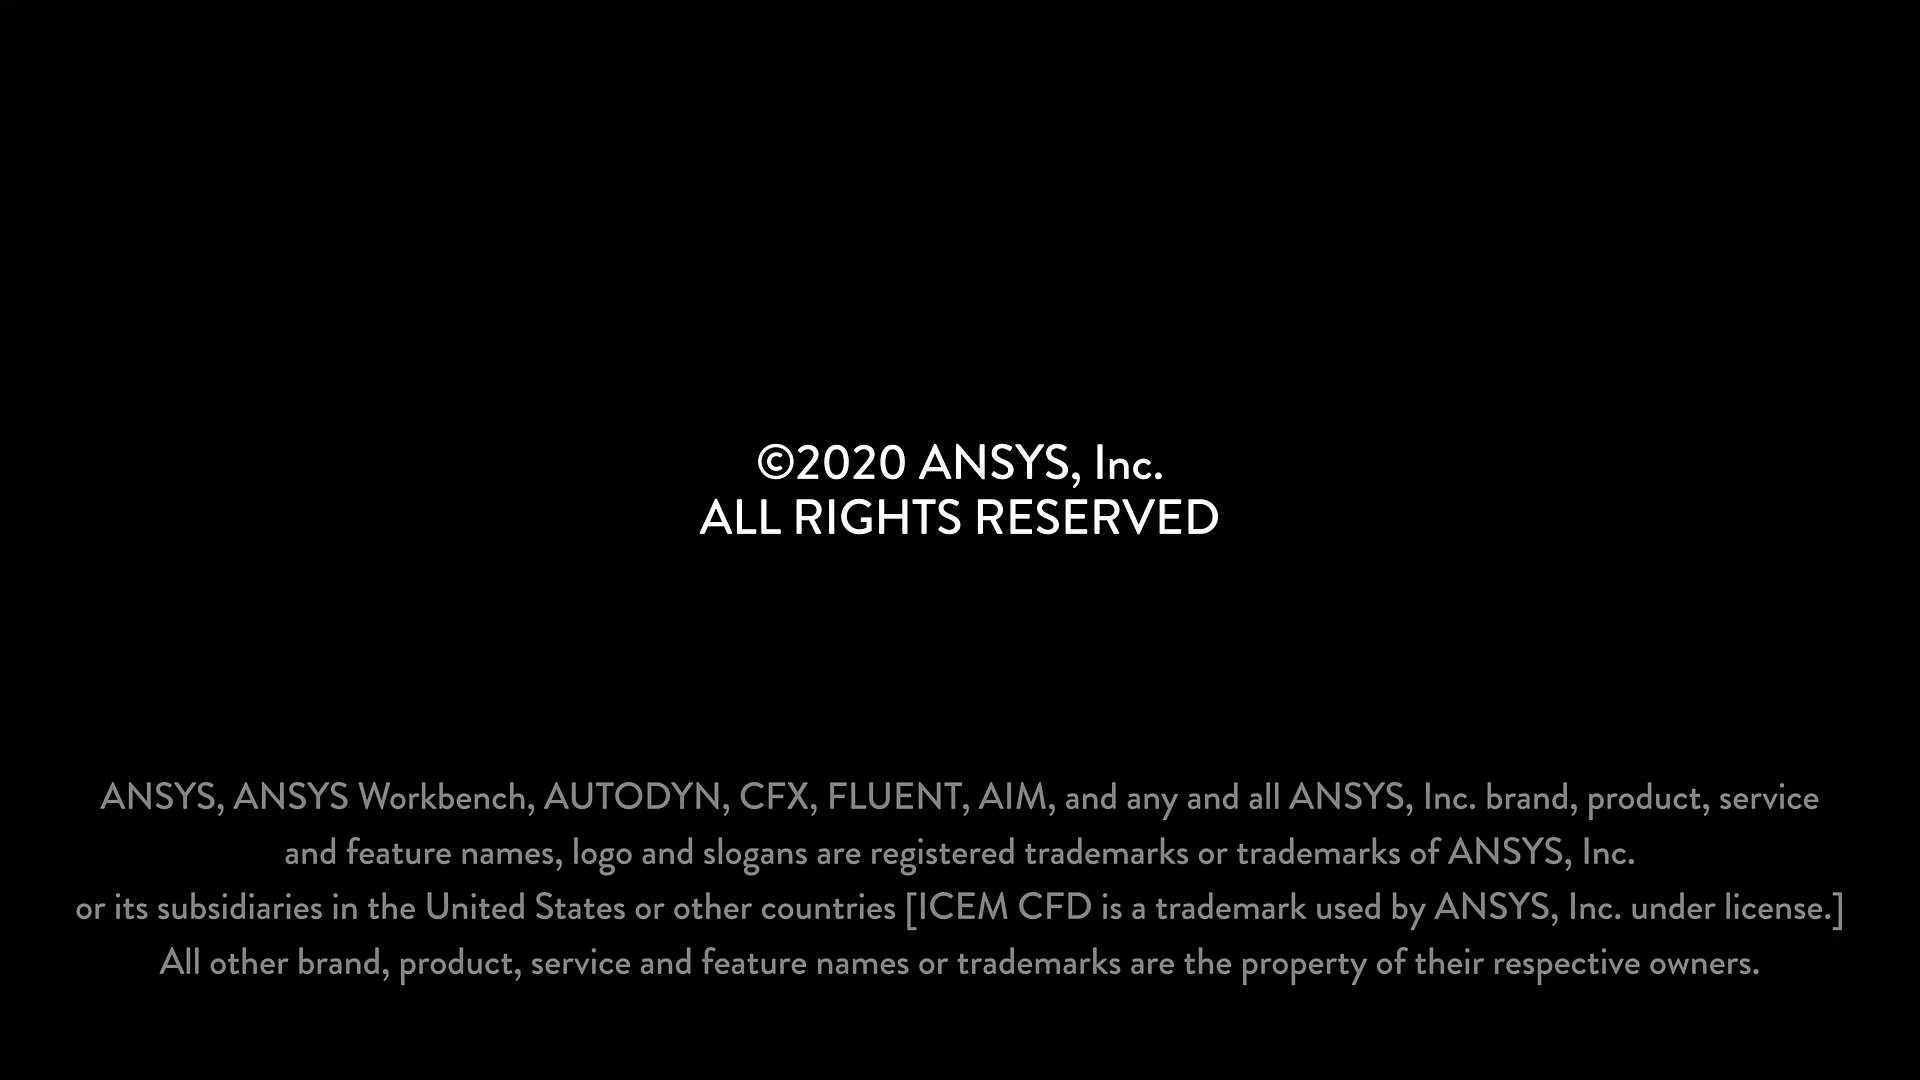 ©2020 ANSYS, Inc.
ALL RIGHTS RESERVED
ANSYS, ANSYS Workbench, AUTODYN, CFX, FLUENT, AIM, and any and all ANSYS, Inc. brand, product, service
and feature names, logo and slogans are registered trademarks or trademarks of ANSYS, Inc.
or its subsidiaries in the United States or other countries [ICEM CFD is a trademark used by ANSYS, Inc. under license.]
All other brand, product, service and feature names or trademarks are the property of their respective owners.